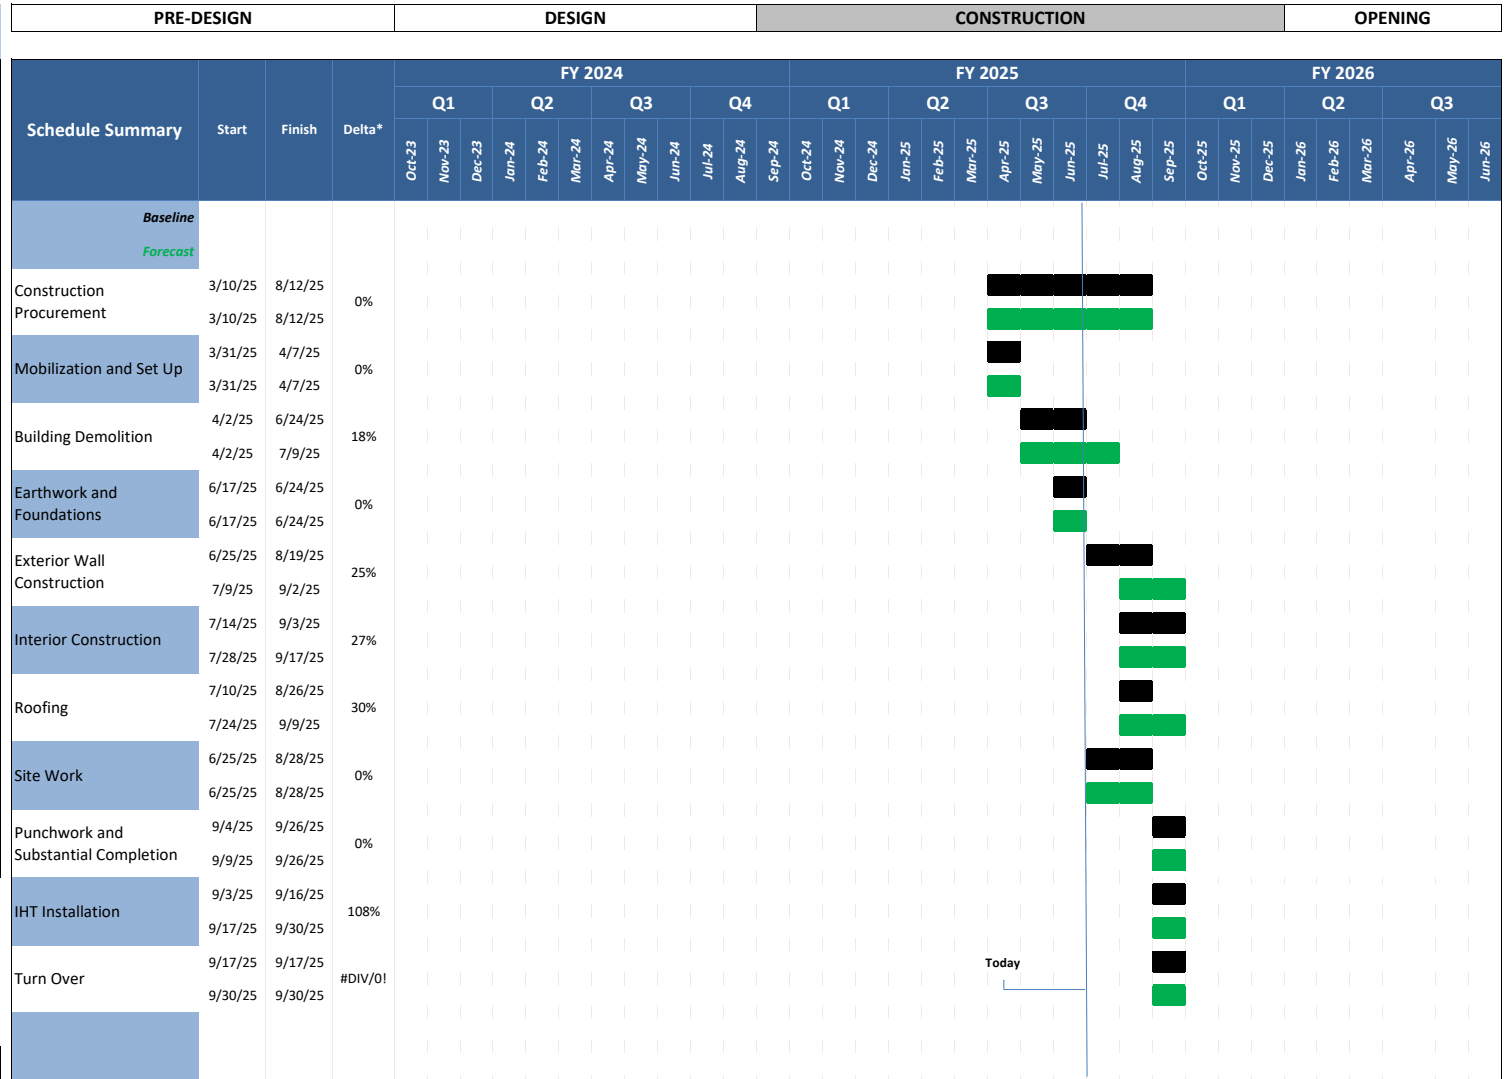 PRE-DESIGN DESIGN CONSTRUCTION OPENING
FY 2024 FY 2025 FY 2026
Q1 Q2 Q3 Q4 Q1 Q2 Q3 Q4 Q1 Q2 Q3
Schedule Summary Start Finish Delta*
Oct-23 Nov-23 Dec-23 Jan-24 Feb-24 Mar-24 Apr-24 May-24 Jun-24 Jul-24 Aug-24 Sep-24 Oct-24 Nov-24 Dec-24 Jan-25 Feb-25 Mar-25 Apr-25 May-25 Jun-25 Jul-25 Aug-25 Sep-25 Oct-25 Nov-25 Dec-25 Jan-26 Feb-26 Mar-26 Apr-26 May-26 Jun-26
Baseline
Forecast
Construction
Procurement
3/10/25 8/12/25
0%
3/10/25 8/12/25
Mobilization and Set Up
3/31/25 4/7/25
0%
3/31/25 4/7/25
Building Demolition
4/2/25 6/24/25
18%
4/2/25 7/9/25
Earthwork and
Foundations
6/17/25 6/24/25
0%
6/17/25 6/24/25
Exterior Wall
Construction
6/25/25 8/19/25
25%
7/9/25 9/2/25
Interior Construction
7/14/25 9/3/25
27%
7/28/25 9/17/25
Roofing
7/10/25 8/26/25
30%
7/24/25 9/9/25
Site Work
6/25/25 8/28/25
0%
6/25/25 8/28/25
Punchwork and
Substantial Completion
9/4/25 9/26/25
0%
9/9/25 9/26/25
IHT Installation
9/3/25 9/16/25
108%
9/17/25 9/30/25
Turn Over
9/17/25 9/17/25
#DIV/0!
9/30/25 9/30/25
Today